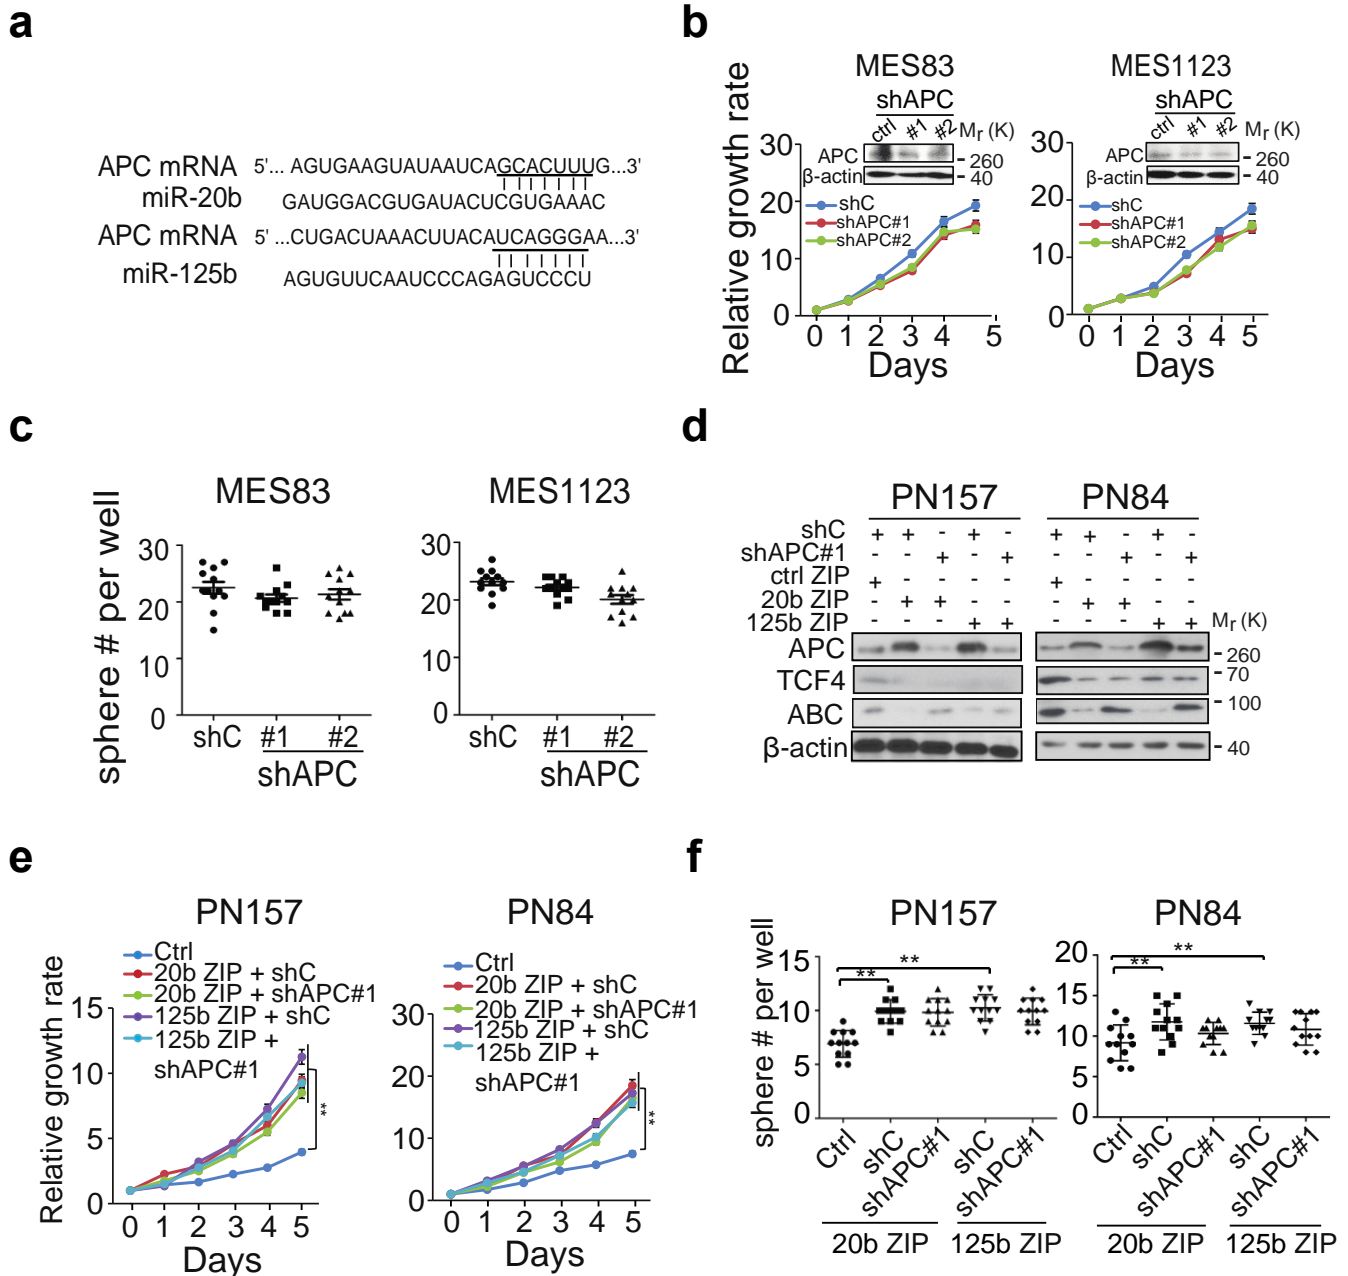 a
APC mRNA 5'... AGUGAAGUAUAAUCAGCACUUUG...3'
miR-20b GAUGGACGUGAUACUCGUGAAAC
APC mRNA 5' ...CUGACUAAACUUACAUCAGGGAA...3'
miR-125b AGUGUUCAAUCCCAGAGUCCCU
b
Relative growth rate
MES83
shAPC
ctrl #1 #2 Mr (K)
APC - 260
β-actin - 40
30
20
10
0
shC
shAPC#1
shAPC#2
0 1 2 3 4 5
Days
MES1123
shAPC
ctrl #1 #2 Mr (K)
APC - 260
β-actin - 40
30
20
10
0
shC
shAPC#1
shAPC#2
0 1 2 3 4 5
Days
c
sphere # per well
MES83
30
20
10
0
shC #1 #2
shAPC
MES1123
30
20
10
0
shC #1 #2
shAPC
d
PN157 PN84
shC - + + - + - + + - + -
shAPC#1 - - + - + - - + - +
ctrl ZIP + - - - - + - - - -
20b ZIP - + + - - - + + - -
125b ZIP - - - + + - - - + + Mr (K)
APC - 260
TCF4 - 70
ABC - 100
β-actin - 40
e
Relative growth rate
PN157
Ctrl
20b ZIP + shC
20b ZIP + shAPC#1
125b ZIP + shC
125b ZIP +
shAPC#1
15
10
5
0
**
0 1 2 3 4 5
Days
PN84
Ctrl
20b ZIP + shC
20b ZIP + shAPC#1
125b ZIP + shC
125b ZIP +
shAPC#1
30
20
10
0
**
0 1 2 3 4 5
Days
f
sphere # per well
PN157
15
10
5
0
**
**
Ctrl shC shAPC#1 shC shAPC#1
20b ZIP 125b ZIP
PN84
20
15
10
5
0
**
**
Ctrl shC shAPC#1 shC shAPC#1
20b ZIP 125b ZIP